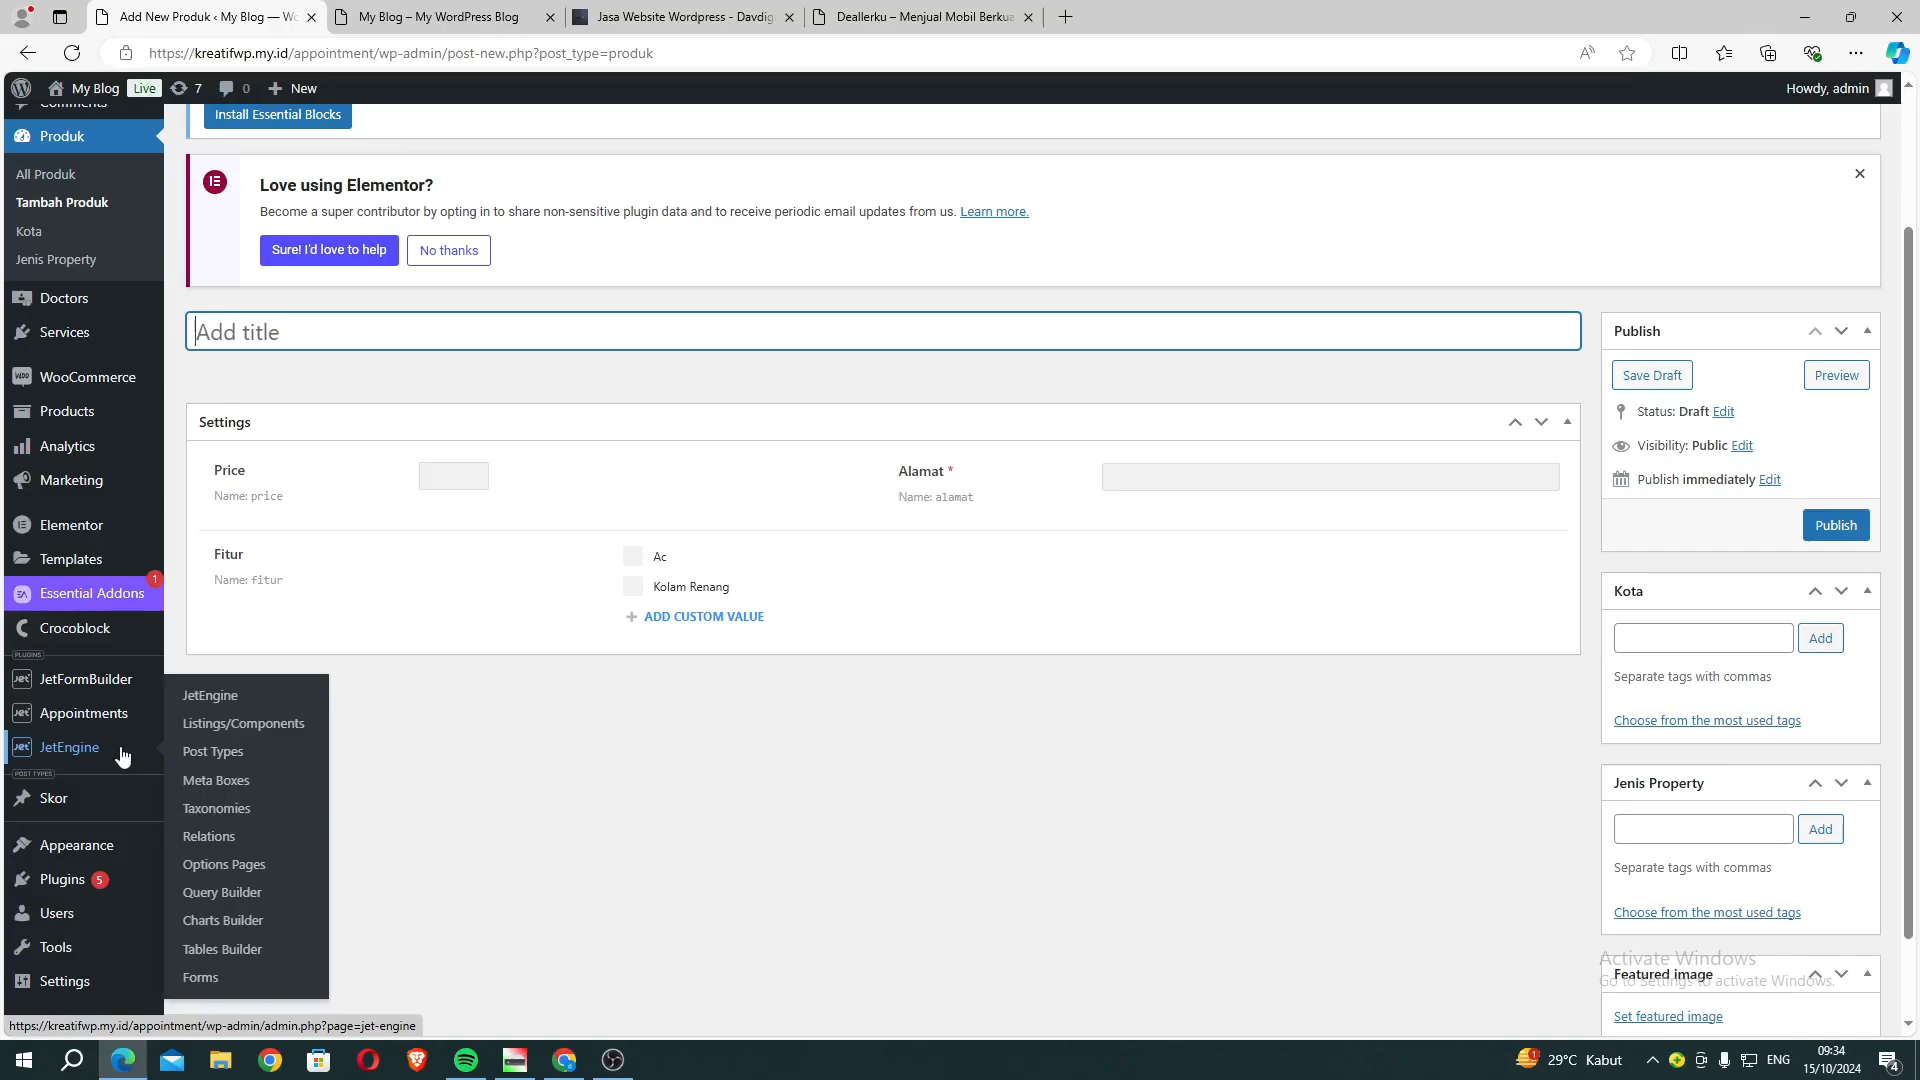 Add New Produk ‹ My Blog — Wo
My Blog – My WordPress Blog
Jasa Website Wordpress - Davdig
Deallerku – Menjual Mobil Berkua
https://kreatifwp.my.id/appointment/wp-admin/post-new.php?post_type=produk
My Blog Live 7 0 New
Howdy, admin
Comments
Produk
All Produk
Tambah Produk
Kota
Jenis Property
Doctors
Services
WooCommerce
Products
Analytics
Marketing
Elementor
Templates
Essential Addons 1
Crocoblock
PLUGINS
JetFormBuilder
Appointments
JetEngine
POST TYPES
Skor
Appearance
Plugins 5
Users
Tools
Settings
JetEngine
Listings/Components
Post Types
Meta Boxes
Taxonomies
Relations
Options Pages
Query Builder
Charts Builder
Tables Builder
Forms
Install Essential Blocks
Love using Elementor?
Become a super contributor by opting in to share non-sensitive plugin data and to receive periodic email updates from us. Learn more.
Sure! I'd love to help
No thanks
Add title
Settings
Price
Name: price
Alamat *
Name: alamat
Fitur
Name: fitur
Ac
Kolam Renang
ADD CUSTOM VALUE
Publish
Save Draft
Preview
Status: Draft Edit
Visibility: Public Edit
Publish immediately Edit
Publish
Kota
Add
Separate tags with commas
Choose from the most used tags
Jenis Property
Add
Separate tags with commas
Choose from the most used tags
Activate Windows
Featured image
Go to Settings to activate Windows.
Set featured image
https://kreatifwp.my.id/appointment/wp-admin/admin.php?page=jet-engine
29°C Kabut
ENG
09:34
15/10/2024
4